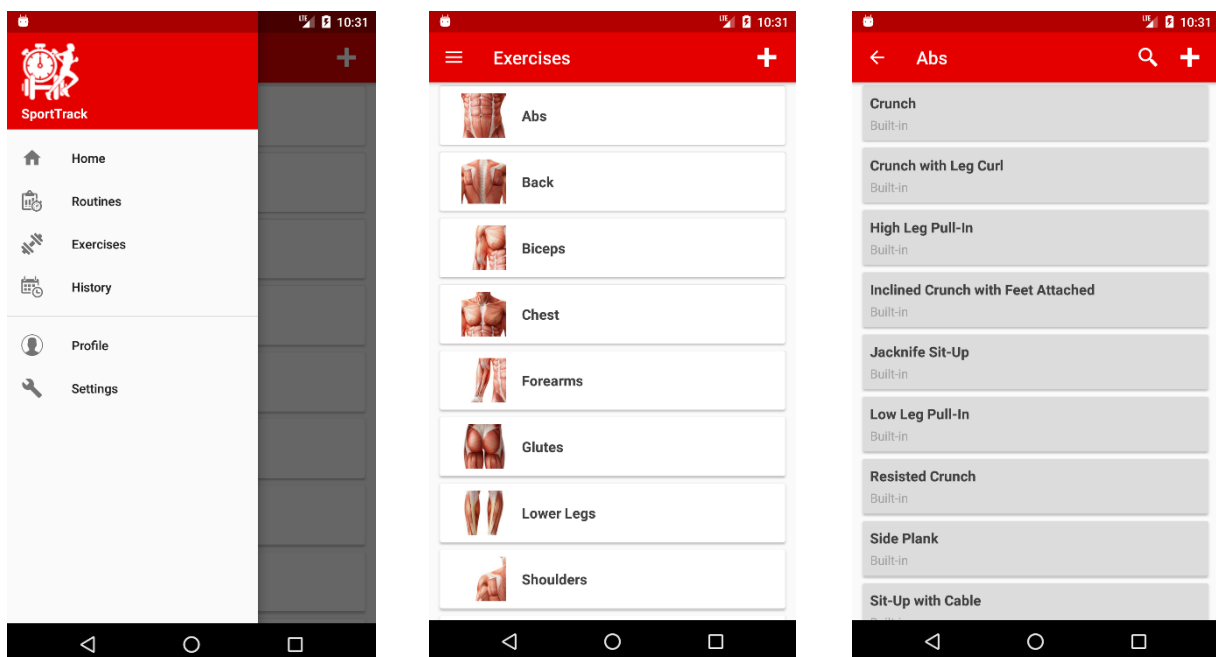 LTE 10:31
SportTrack
Home
Routines
Exercises
History
Profile
Settings
LTE 10:31
Exercises
Abs
Back
Biceps
Chest
Forearms
Glutes
Lower Legs
Shoulders
LTE 10:31
Abs
Crunch
Built-in
Crunch with Leg Curl
Built-in
High Leg Pull-In
Built-in
Inclined Crunch with Feet Attached
Built-in
Jacknife Sit-Up
Built-in
Low Leg Pull-In
Built-in
Resisted Crunch
Built-in
Side Plank
Built-in
Sit-Up with Cable